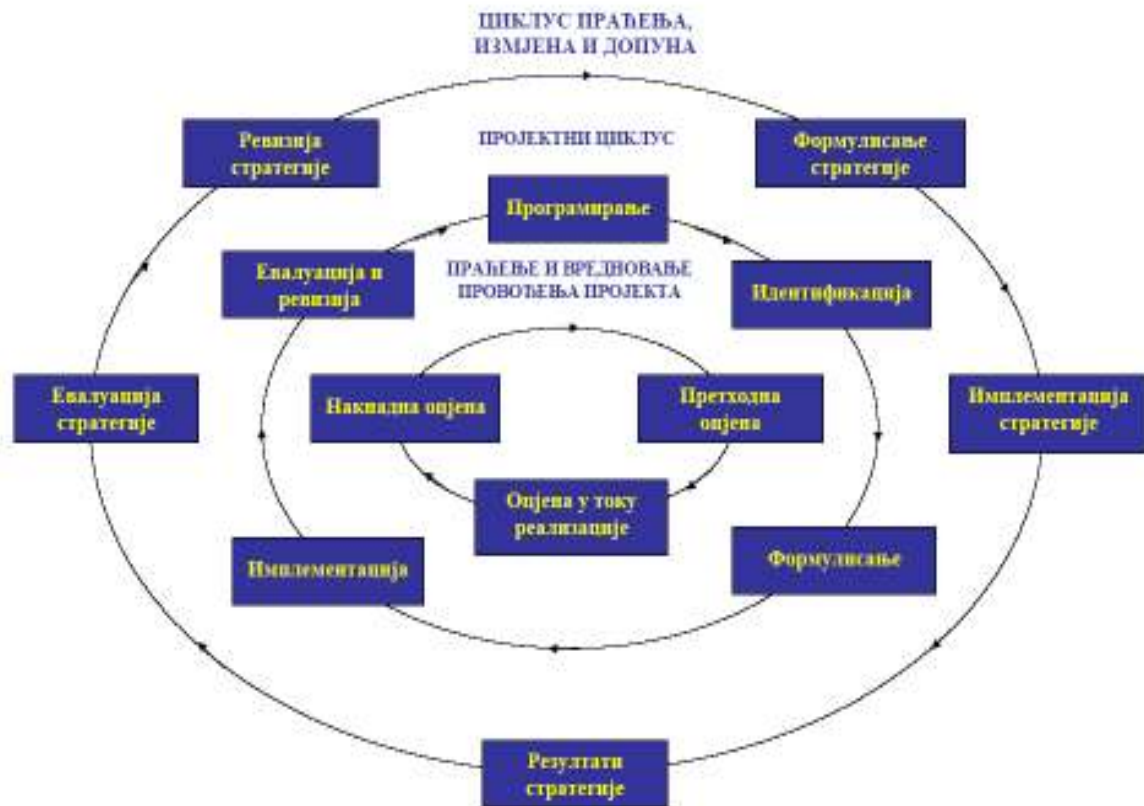 ЦИКЛУС ПРАЋЕЊА,
ИЗМЈЕНА И ДОПУНА
Ревизија
стратегије
ПРОЈЕКТНИ ЦИКЛУС
Формулисање
стратегије
Програмирање
Евалуација и
ревизија
ПРАЋЕЊЕ И ВРЕДНОВАЊЕ
ПРОВОЂЕЊА ПРОЈЕКТА
Идентификација
Евалуација
стратегије
Накнадна оцјена
Претходна
оцјена
Имплементација
стратегије
Оцјена у току
реализације
Имплементација
Формулисање
Резултати
стратегије